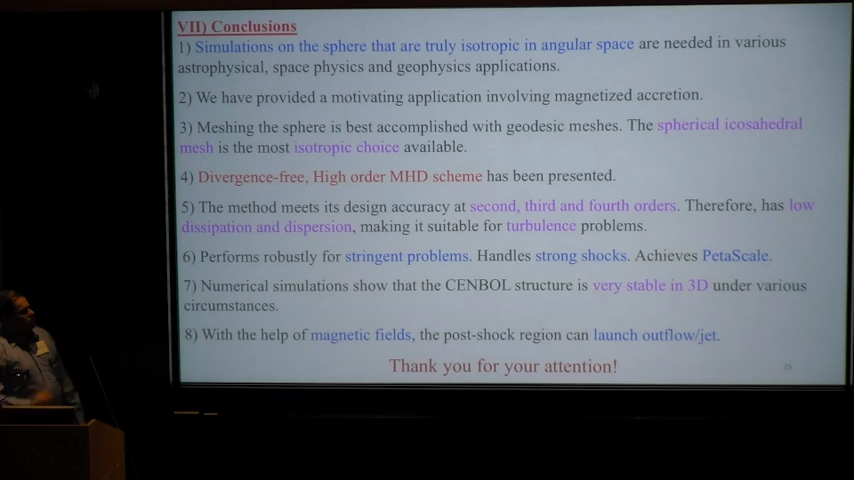 VII) Conclusions
1) Simulations on the sphere that are truly isotropic in angular space are needed in various
astrophysical, space physics and geophysics applications.
2) We have provided a motivating application involving magnetized accretion.
3) Meshing the sphere is best accomplished with geodesic meshes. The spherical icosahedral
mesh is the most isotropic choice available.
4) Divergence-free, High order MHD scheme has been presented.
5) The method meets its design accuracy at second, third and fourth orders. Therefore, has low
dissipation and dispersion, making it suitable for turbulence problems.
6) Performs robustly for stringent problems. Handles strong shocks. Achieves PetaScale.
7) Numerical simulations show that the CENBOL structure is very stable in 3D under various
circumstances.
8) With the help of magnetic fields, the post-shock region can launch outflow/jet.
Thank you for your attention!